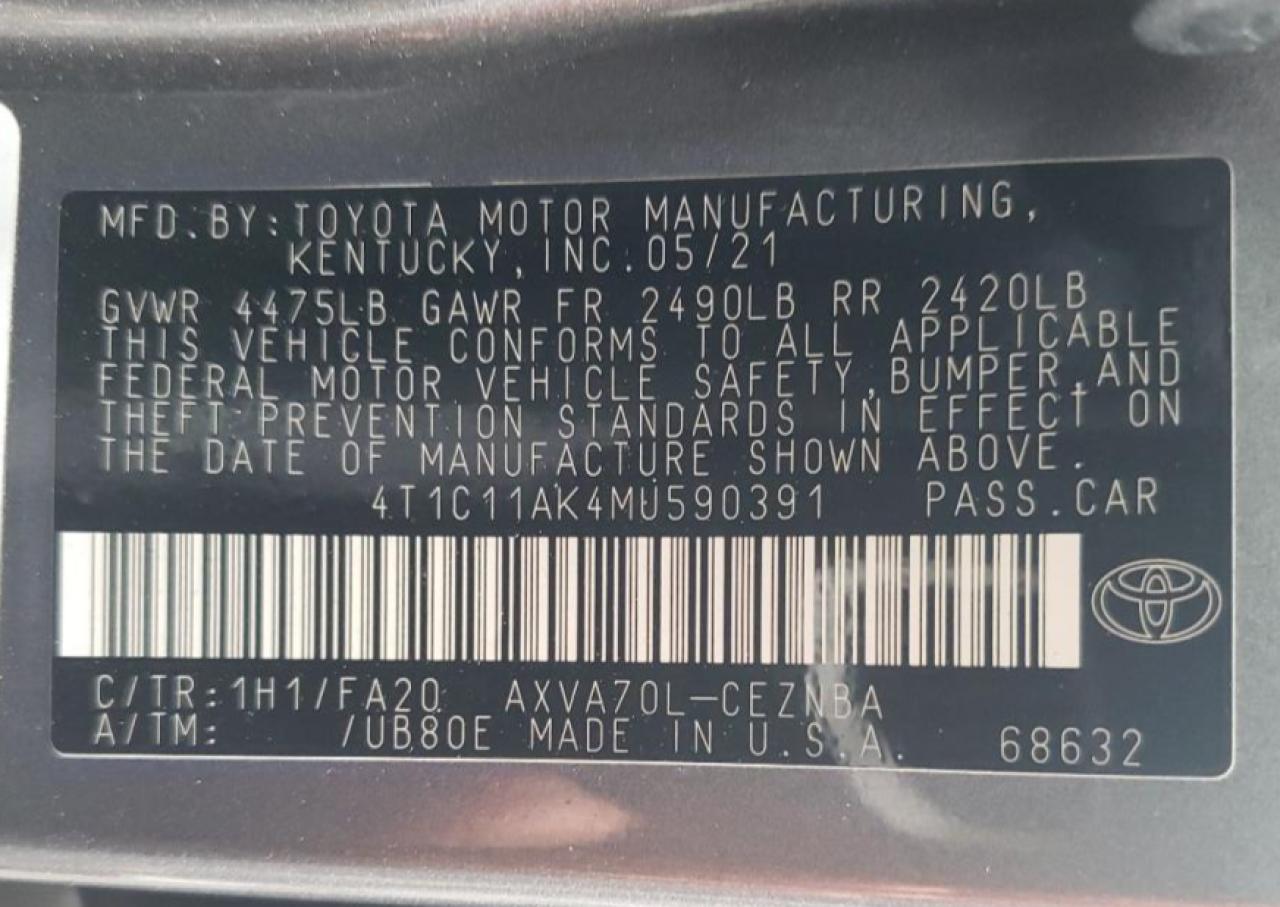 MFD.BY:TOYOTA MOTOR MANUFACTURING,
KENTUCKY,INC.05/21
GVWR 4475LB GAWR FR 2490LB RR 2420LB
THIS VEHICLE CONFORMS TO ALL APPLICABLE
FEDERAL MOTOR VEHICLE SAFETY,BUMPER,AND
THEFT PREVENTION STANDARDS IN EFFECT ON
THE DATE OF MANUFACTURE SHOWN ABOVE.
4T1C11AK4MU590391 PASS.CAR
C/TR:1H1/FA20 AXVA70L-CEZNBA
A/TM: /UB80E MADE IN U.S.A. 68632